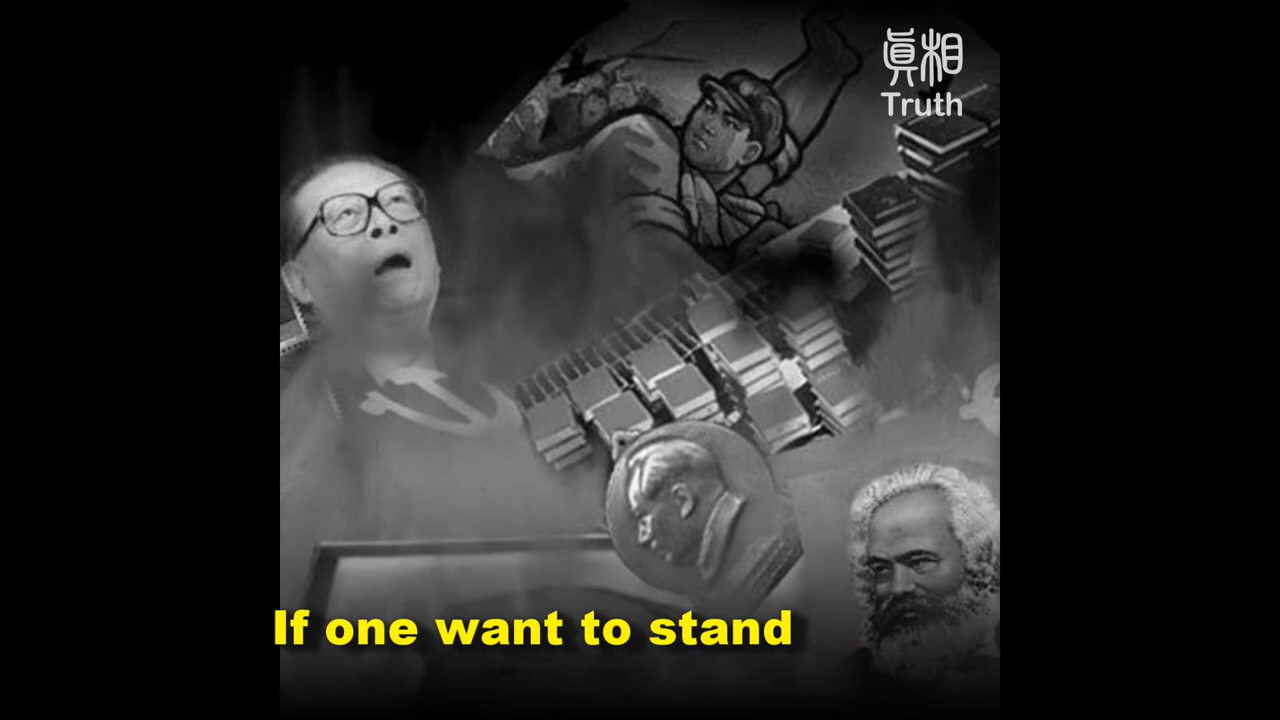 真相
Truth
If one want to stand